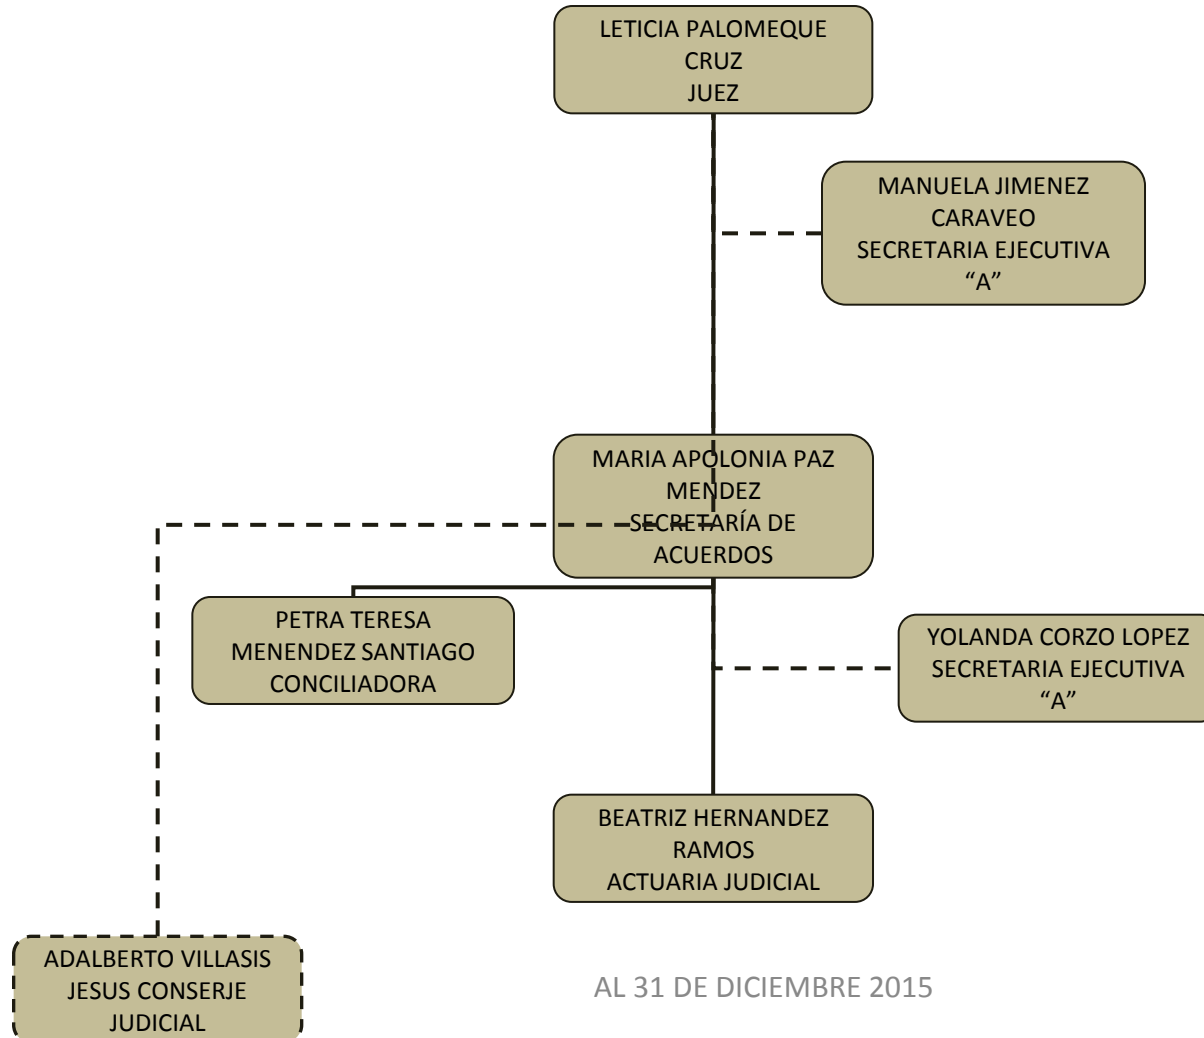 LETICIA PALOMEQUE
CRUZ
JUEZ
MANUELA JIMENEZ
CARAVEO
SECRETARIA EJECUTIVA
“A”
MARIA APOLONIA PAZ
MENDEZ
SECRETARÍA DE
ACUERDOS
PETRA TERESA
MENENDEZ SANTIAGO
CONCILIADORA
YOLANDA CORZO LOPEZ
SECRETARIA EJECUTIVA
“A”
BEATRIZ HERNANDEZ
RAMOS
ACTUARIA JUDICIAL
ADALBERTO VILLASIS
JESUS CONSERJE
JUDICIAL
AL 31 DE DICIEMBRE 2015